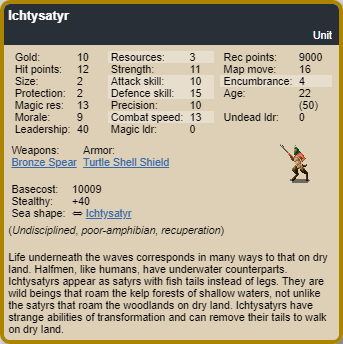 Ichtysatyr
Unit
Gold: 10 Resources: 3 Rec points: 9000
Hit points: 12 Strength: 11 Map move: 16
Size: 2 Attack skill: 10 Encumbrance: 4
Protection: 2 Defence skill: 15 Age: 22
Magic res: 13 Precision: 10 (50)
Morale: 9 Combat speed: 13 Undead ldr: 0
Leadership: 40 Magic ldr: 0
Weapons: Armor:
Bronze Spear Turtle Shell Shield
Basecost: 10009
Stealthy: +40
Sea shape: ⇔ Ichtysatyr
(Undisciplined, poor-amphibian, recuperation)
Life underneath the waves corresponds in many ways to that on dry
land. Halfmen, like humans, have underwater counterparts.
Ichtysatyrs appear as satyrs with fish tails instead of legs. They are
wild beings that roam the kelp forests of shallow waters, not unlike
the satyrs that roam the woodlands on dry land. Ichtysatyrs have
strange abilities of transformation and can remove their tails to walk
on dry land.